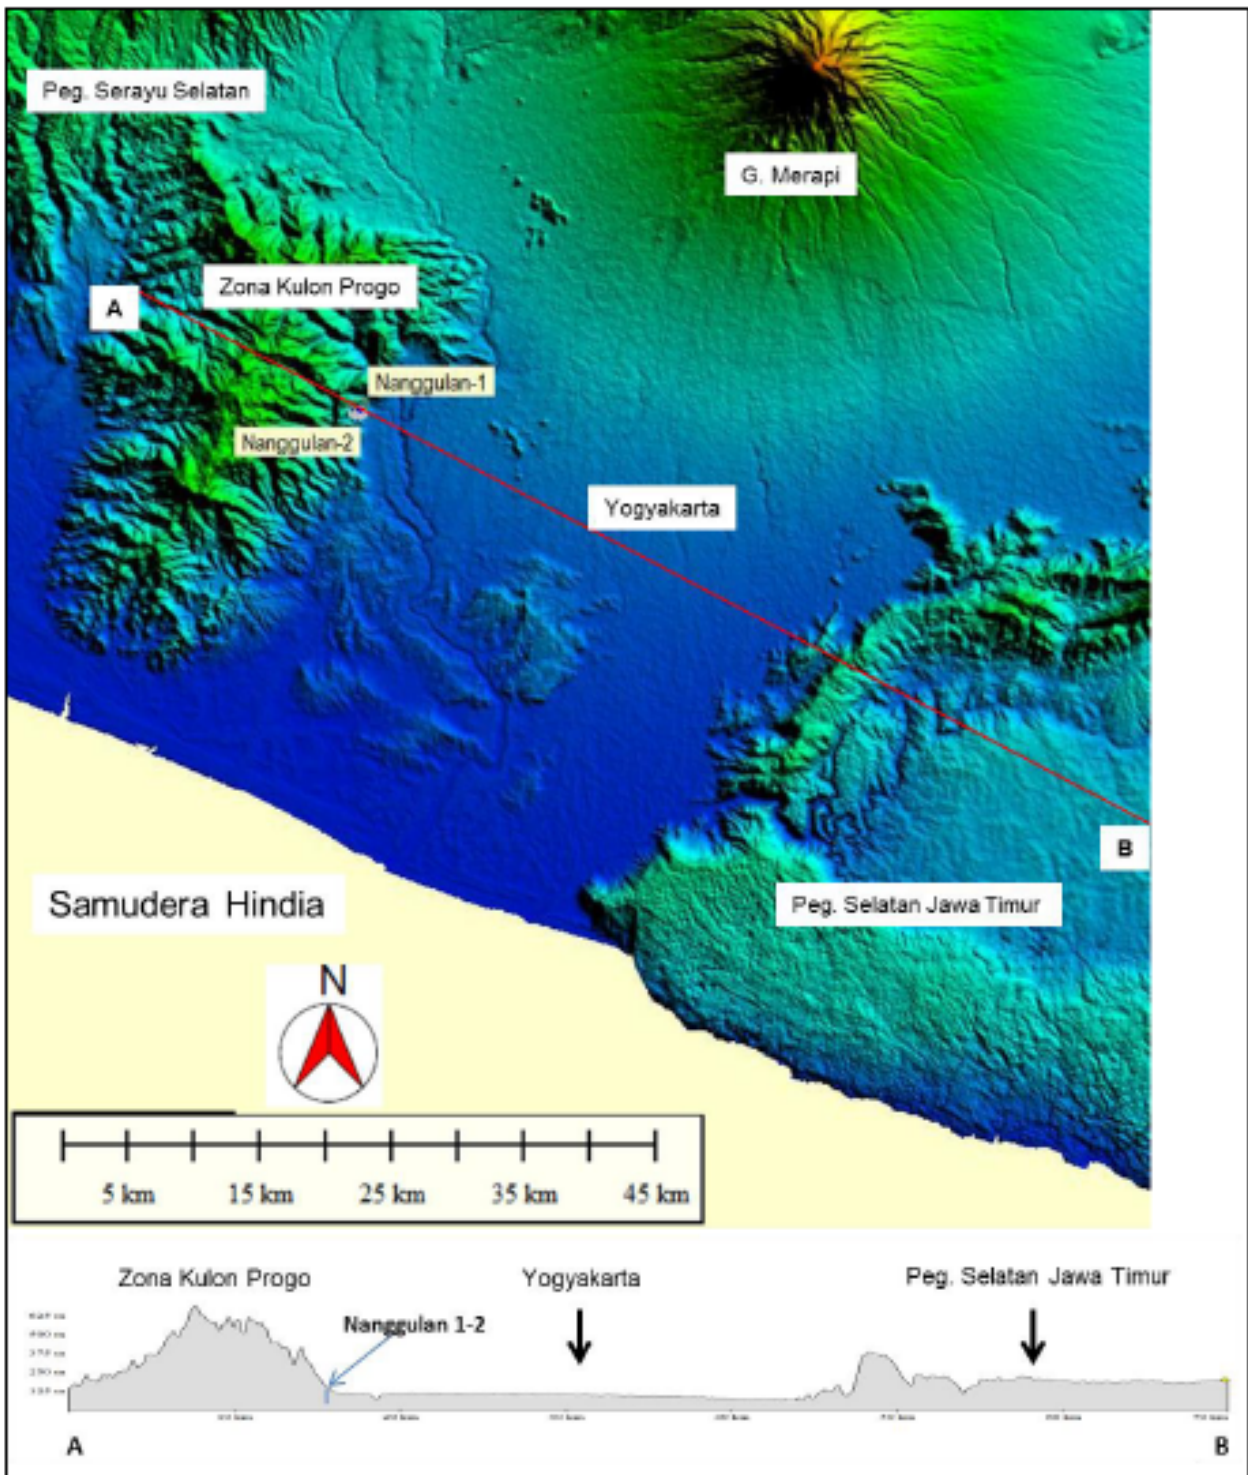 Peg. Serayu Selatan
G. Merapi
Zona Kulon Progo
A
Nanggulan-1
Nanggulan-2
Yogyakarta
B
Peg. Selatan Jawa Timur
Samudera Hindia
N
5 km 15 km 25 km 35 km 45 km
Zona Kulon Progo Yogyakarta Peg. Selatan Jawa Timur
Nanggulan 1-2
A B